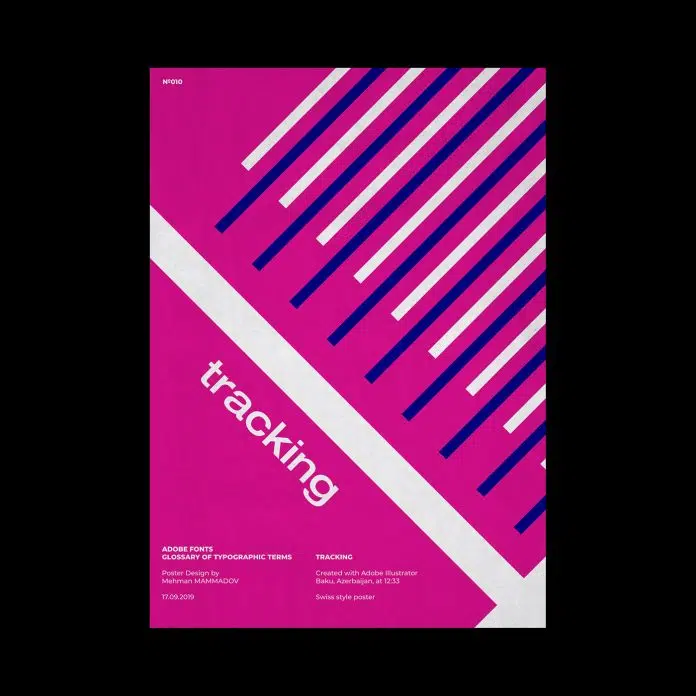 №010
tracking
ADOBE FONTS
GLOSSARY OF TYPOGRAPHIC TERMS
TRACKING
Poster Design by
Mehman MAMMADOV
Created with Adobe Illustrator
Baku, Azerbaijan, at 12:33
17.09.2019
Swiss style poster